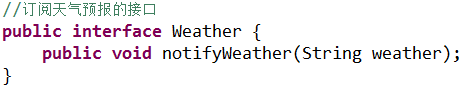 //订阅天气预报的接口
public interface Weather {
    public void notifyWeather(String weather);
}